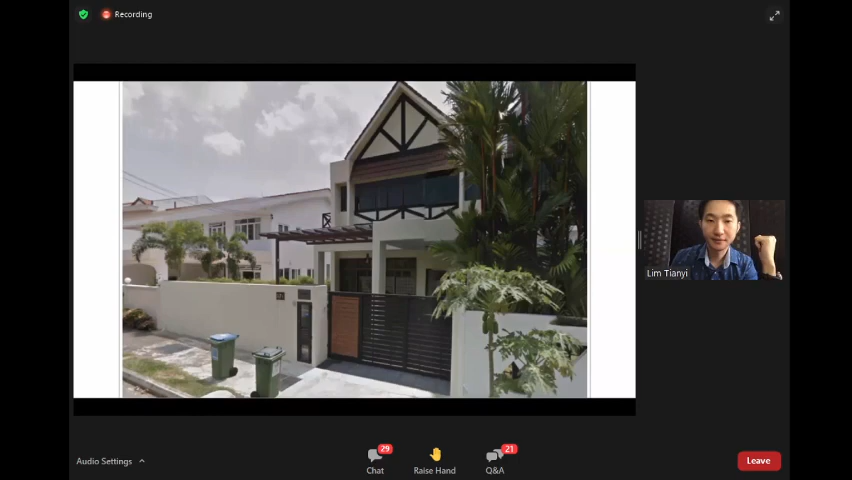 Recording
Lim Tianyi
Audio Settings
29
Chat
Raise Hand
21
Q&A
Leave